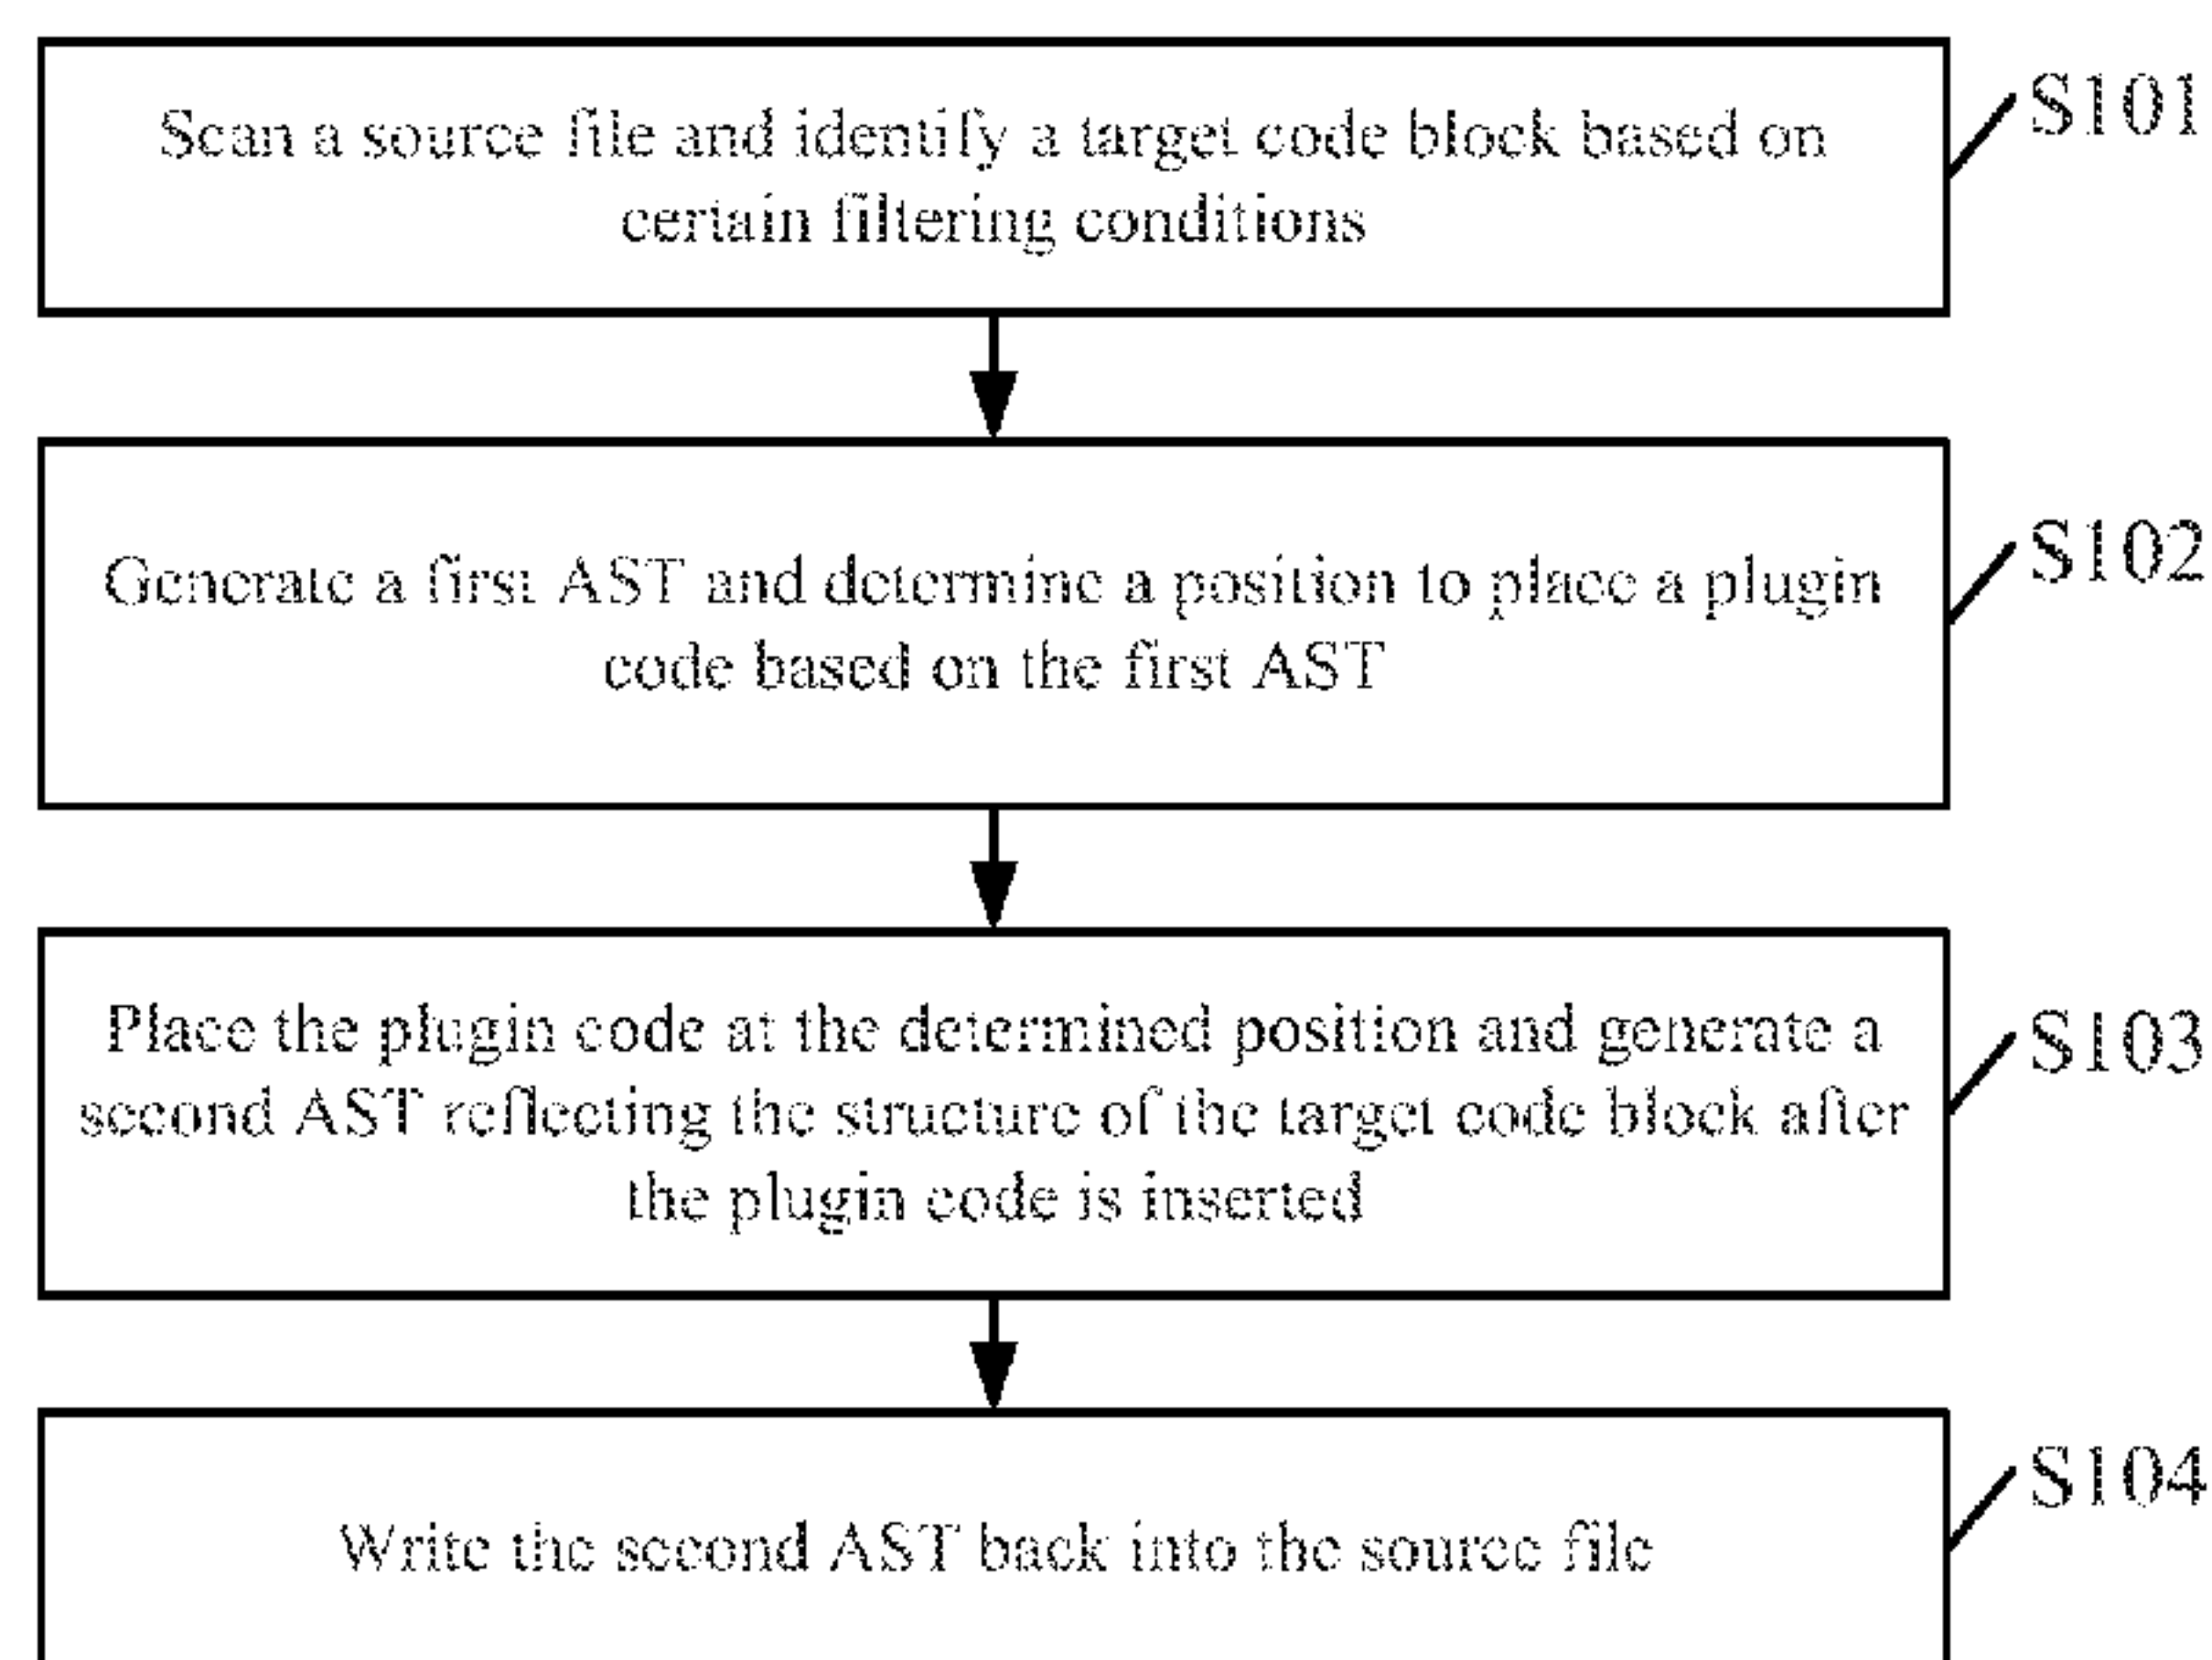 Scan a source file and identify a target code block based on
certain filtering conditions
S101
Generate a first AST and determine a position to place a plugin
code based on the first AST
S102
Place the plugin code at the determined position and generate a
second AST reflecting the structure of the target code block after
the plugin code is inserted
S103
Write the second AST back into the source file
S104